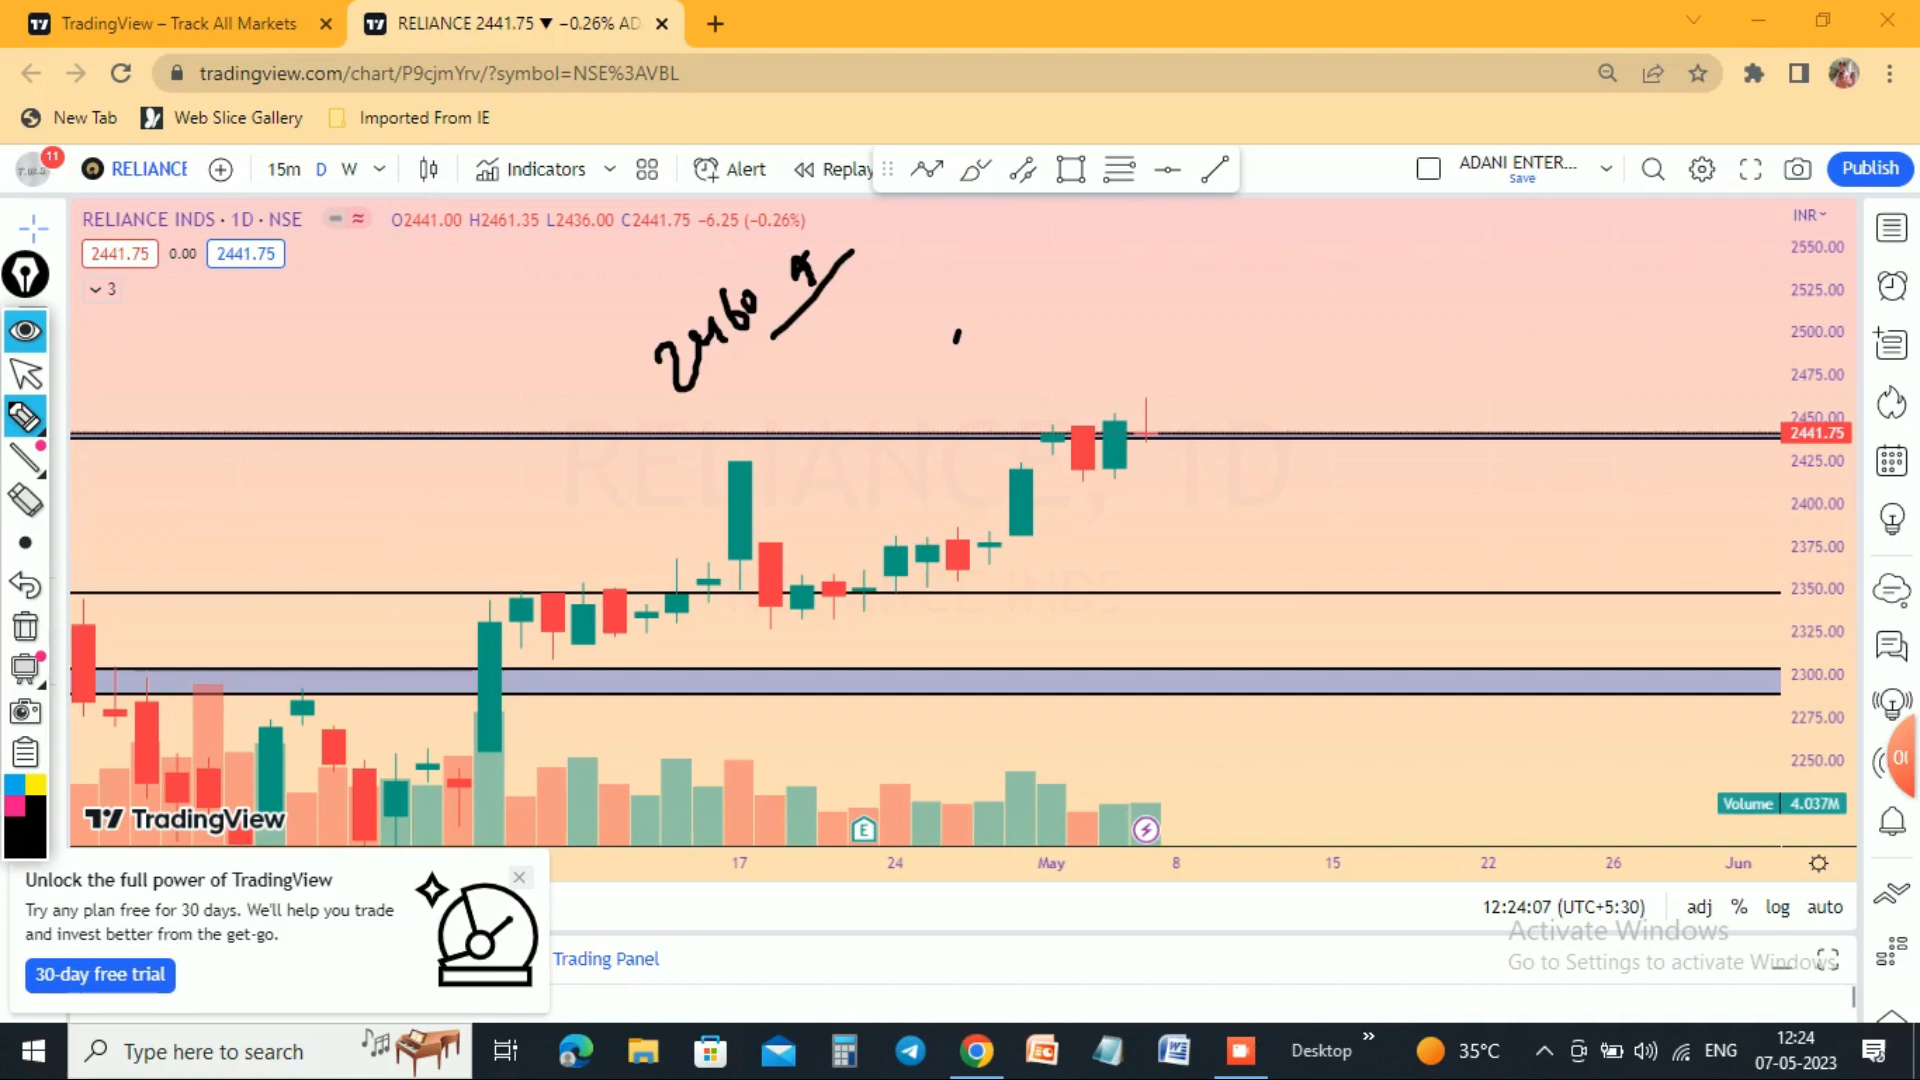 TradingView – Track All Markets
RELIANCE 2441.75 ▼ −0.26% AD
tradingview.com/chart/P9cjmYrv/?symbol=NSE%3AVBL
New Tab Web Slice Gallery Imported From IE
T.W.S 11 RELIANCE 15m D W Indicators Alert Replay ADANI ENTER... Save Publish
RELIANCE INDS · 1D · NSE O2441.00 H2461.35 L2436.00 C2441.75 −6.25 (−0.26%)
INR
2441.75 0.00 2441.75
3
2460
2550.00
2525.00
2500.00
2475.00
2450.00
2441.75
2425.00
2400.00
2375.00
2350.00
2325.00
2300.00
2275.00
2250.00
RELIANCE, 1D
INDS
Volume 4.037M
TradingView
E
17 24 May 8 15 22 26 Jun
Unlock the full power of TradingView
Try any plan free for 30 days. We'll help you trade
and invest better from the get-go.
30-day free trial
12:24:07 (UTC+5:30) adj % log auto
Trading Panel
Activate Windows
Go to Settings to activate Windows
Type here to search
Desktop
35°C
ENG
12:24
07-05-2023